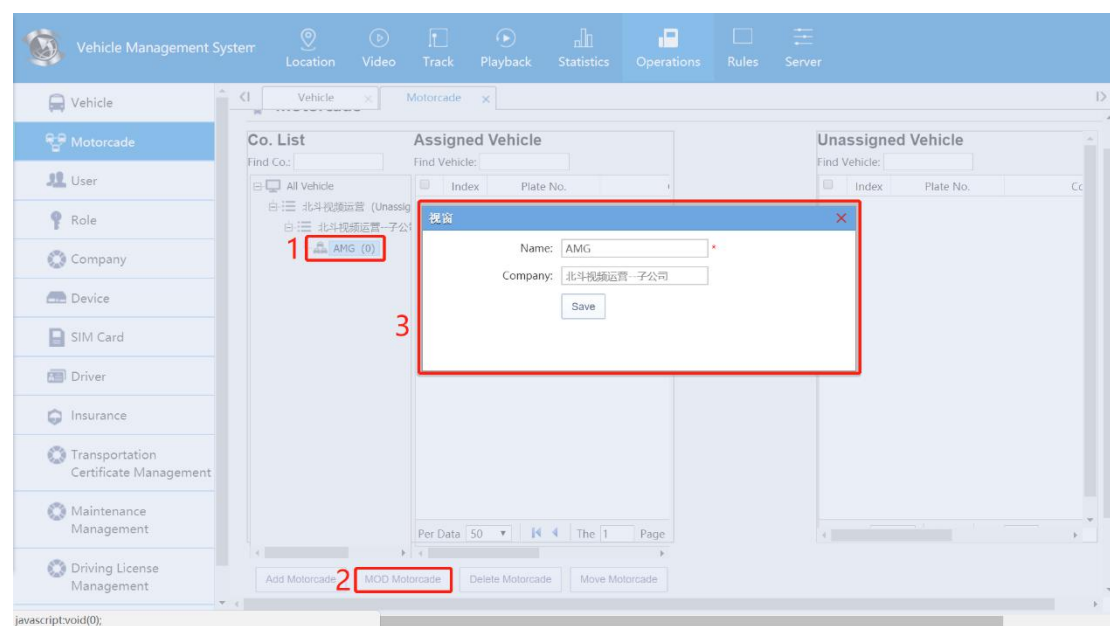 Vehicle Management System
Location Video Track Playback Statistics Operations Rules Server
Vehicle
Motorcade
User
Role
Company
Device
SIM Card
Driver
Insurance
Transportation
Certificate Management
Maintenance
Management
Driving License
Management
Vehicle Motorcade
Co. List
Find Co.:
All Vehicle
北斗视频运营 (Unassig
北斗视频运营--子公
1
AMG (0)
Assigned Vehicle
Find Vehicle:
Index Plate No.
Unassigned Vehicle
Find Vehicle:
Index Plate No.
视窗
Name: AMG *
Company: 北斗视频运营--子公司
Save
3
Per Data 50 The 1 Page
Add Motorcade 2 MOD Motorcade Delete Motorcade Move Motorcade
javascript:void(0);